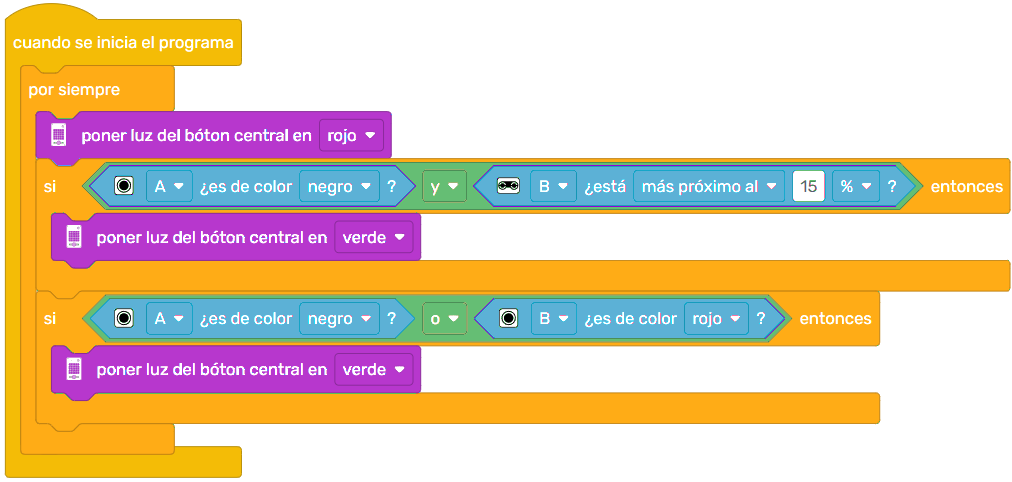 cuando se inicia el programa
por siempre
poner luz del bóton central en rojo
si A ¿es de color negro ? y B ¿está más próximo al 15 % ? entonces
poner luz del bóton central en verde
si A ¿es de color negro ? o B ¿es de color rojo ? entonces
poner luz del bóton central en verde